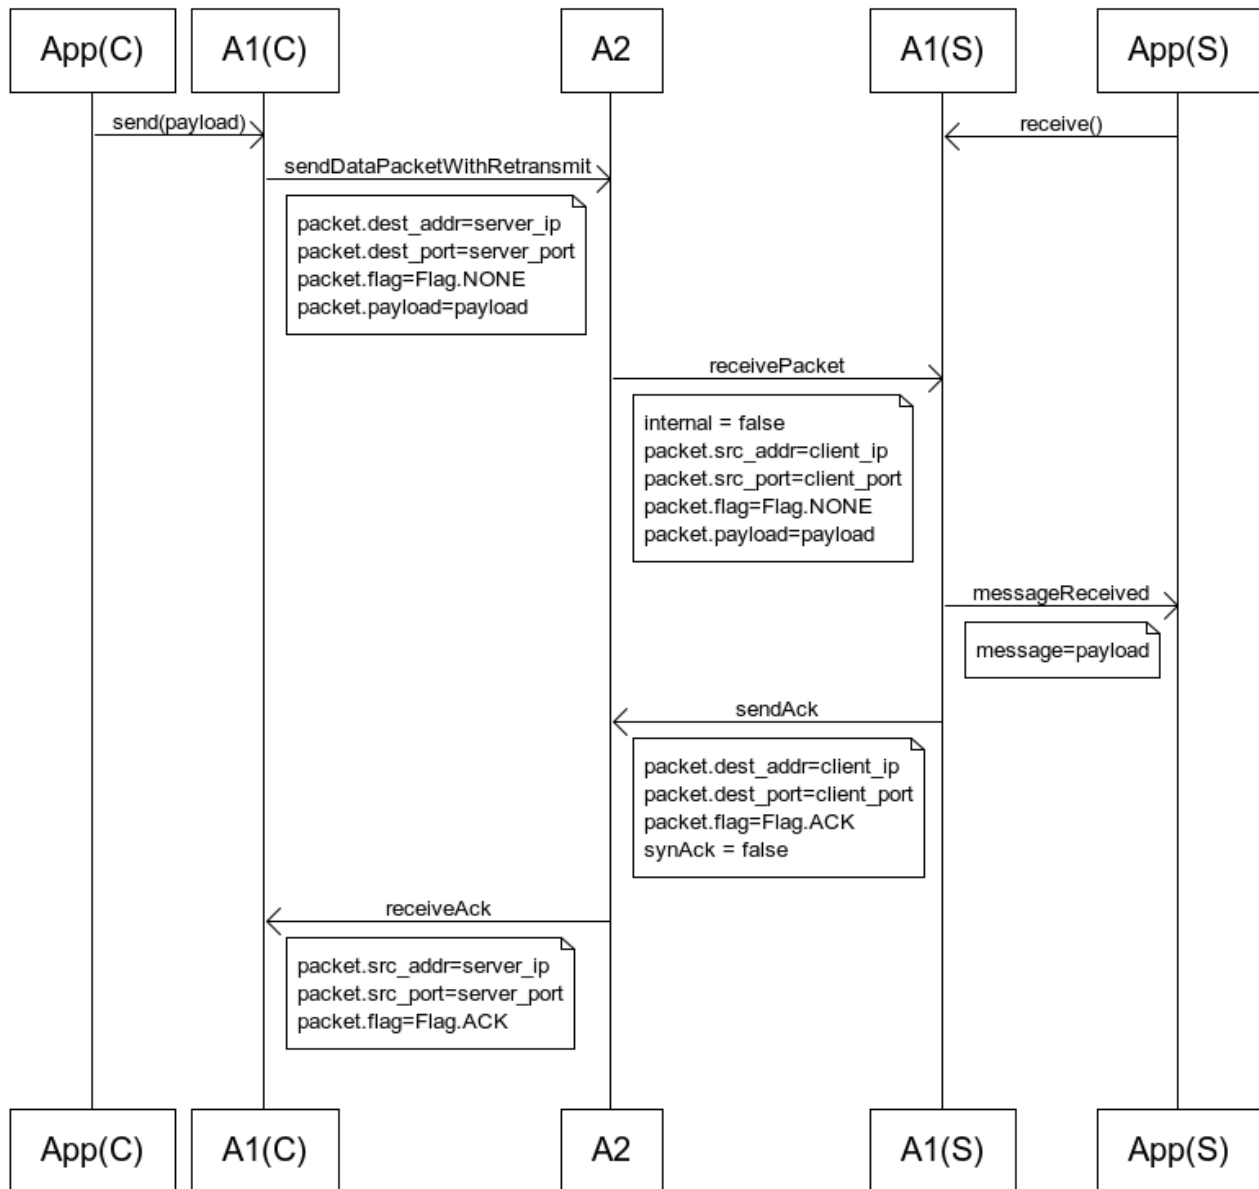 App(C)
A1(C)
A2
A1(S)
App(S)
send(payload)
receive()
sendDataPacketWithRetransmit
packet.dest_addr=server_ip
packet.dest_port=server_port
packet.flag=Flag.NONE
packet.payload=payload
receivePacket
internal = false
packet.src_addr=client_ip
packet.src_port=client_port
packet.flag=Flag.NONE
packet.payload=payload
messageReceived
message=payload
sendAck
packet.dest_addr=client_ip
packet.dest_port=client_port
packet.flag=Flag.ACK
synAck = false
receiveAck
packet.src_addr=server_ip
packet.src_port=server_port
packet.flag=Flag.ACK
App(C)
A1(C)
A2
A1(S)
App(S)